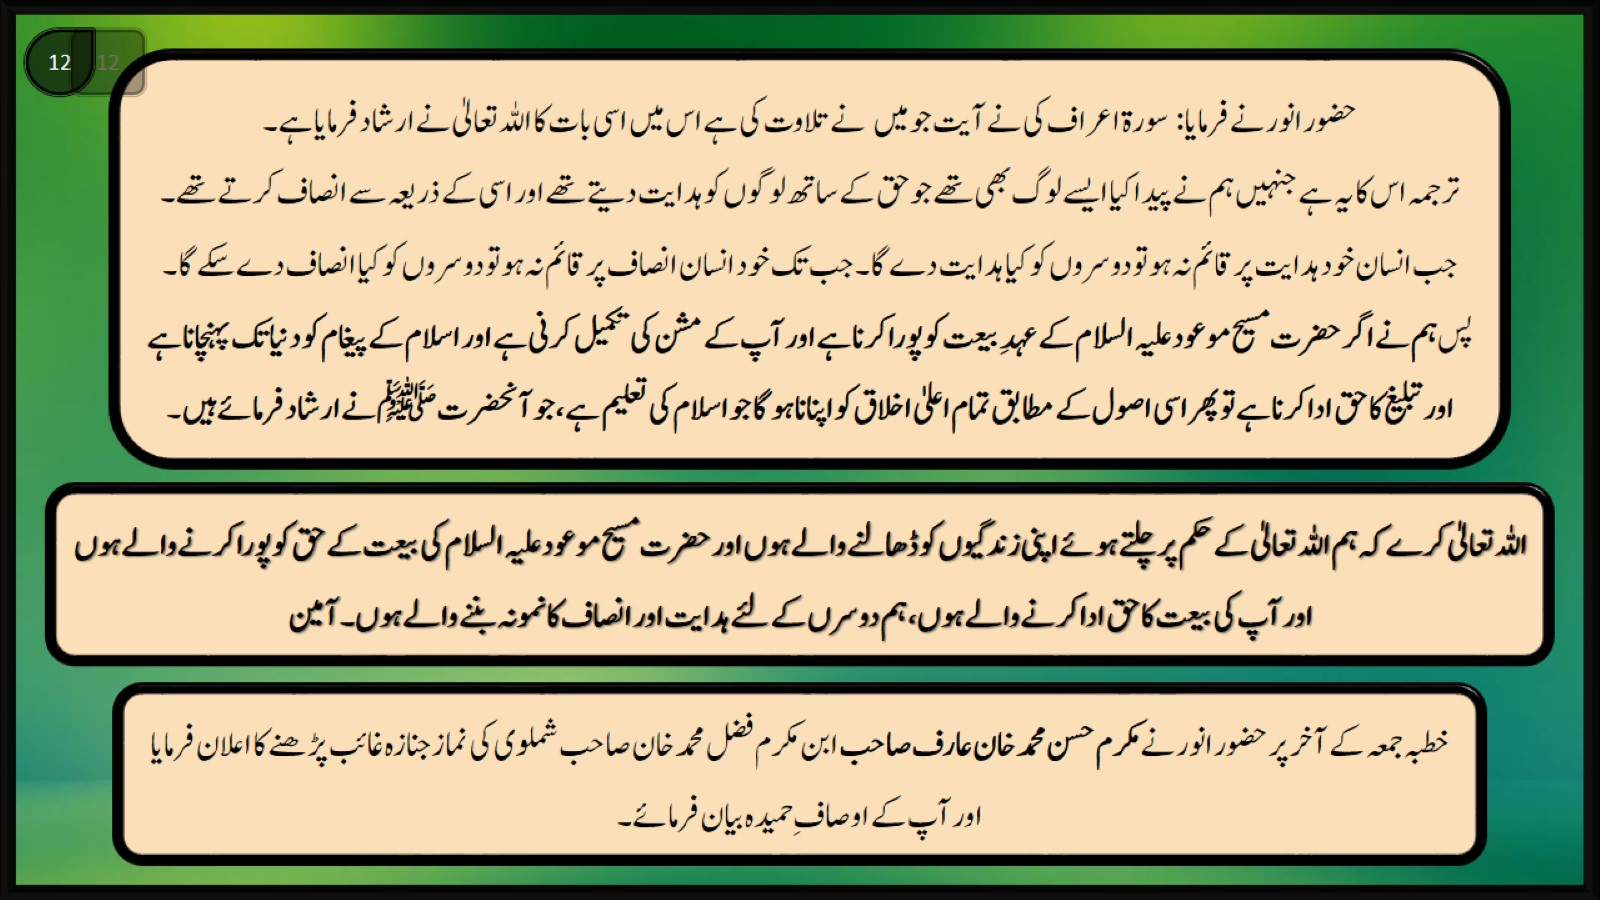 12 12
حضور انور نے فرمایا: سورۃ اعراف کی نے آیت جو میں نے تلاوت کی ہے اس میں اسی بات کا اللہ تعالیٰ نے ارشاد فرمایا ہے۔
ترجمہ اس کا یہ ہے جنہیں ہم نے پیدا کیا ایسے لوگ بھی تھے جو حق کے ساتھ لوگوں کو ہدایت دیتے تھے اور اسی کے ذریعہ سے انصاف کرتے تھے۔
جب انسان خود ہدایت پر قائم نہ ہو تو دوسروں کو کیا ہدایت دے گا۔ جب تک خود انسان انصاف پر قائم نہ ہو تو دوسروں کو کیا انصاف دے سکے گا۔
پس ہم نے اگر حضرت مسیح موعود علیہ السلام کے عہدِ بیعت کو پورا کرنا ہے اور آپ کے مشن کی تکمیل کرنی ہے اور اسلام کے پیغام کو دنیا تک پہنچانا ہے
اور تبلیغ کا حق ادا کرنا ہے تو پھر اسی اصول کے مطابق تمام اعلیٰ اخلاق کو اپنانا ہو گا جو اسلام کی تعلیم ہے، جو آنحضرت ﷺ نے ارشاد فرمائے ہیں۔
اللہ تعالیٰ کرے کہ ہم اللہ تعالیٰ کے حکم پر چلتے ہوئے اپنی زندگیوں کو ڈھالنے والے ہوں اور حضرت مسیح موعود علیہ السلام کی بیعت کے حق کو پورا کرنے والے ہوں
اور آپ کی بیعت کا حق ادا کرنے والے ہوں، ہم دوسرں کے لئے ہدایت اور انصاف کا نمونہ بننے والے ہوں۔ آمین
خطبہ جمعہ کے آخر پر حضور انور نے مکرم حسن محمد خان عارف صاحب ابن مکرم فضل محمد خان صاحب شملوی کی نماز جنازہ غائب پڑھنے کا اعلان فرمایا
اور آپ کے اوصافِ حمیدہ بیان فرمائے۔